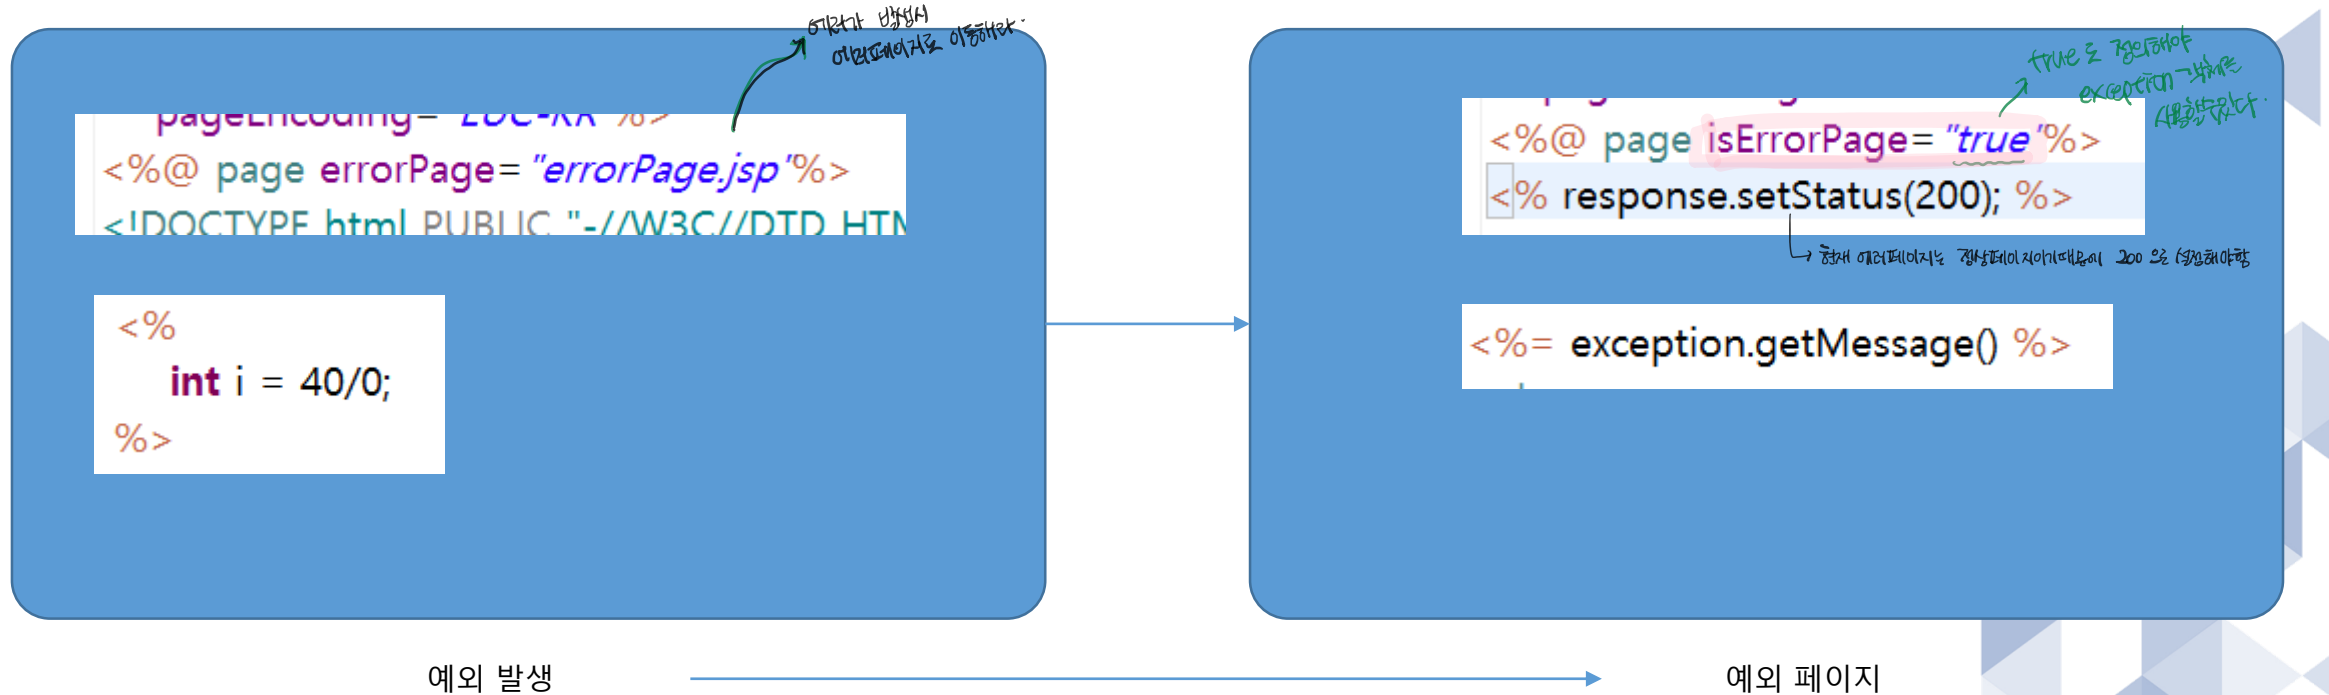 에러가 발생시
에러페이지로 이동해라.
pageEncoding="EUC-KR"%>
<%@ page errorPage="errorPage.jsp"%>
<!DOCTYPE html PUBLIC "-//W3C//DTD HTM
<%
int i = 40/0;
%>
true로 정의해야
exception 객체를
사용할수있다.
<%@ page isErrorPage="true"%>
<% response.setStatus(200); %>
현재 에러페이지는 정상페이지이기때문에 200 으로 설정해야함
<%= exception.getMessage() %>
예외 발생
예외 페이지